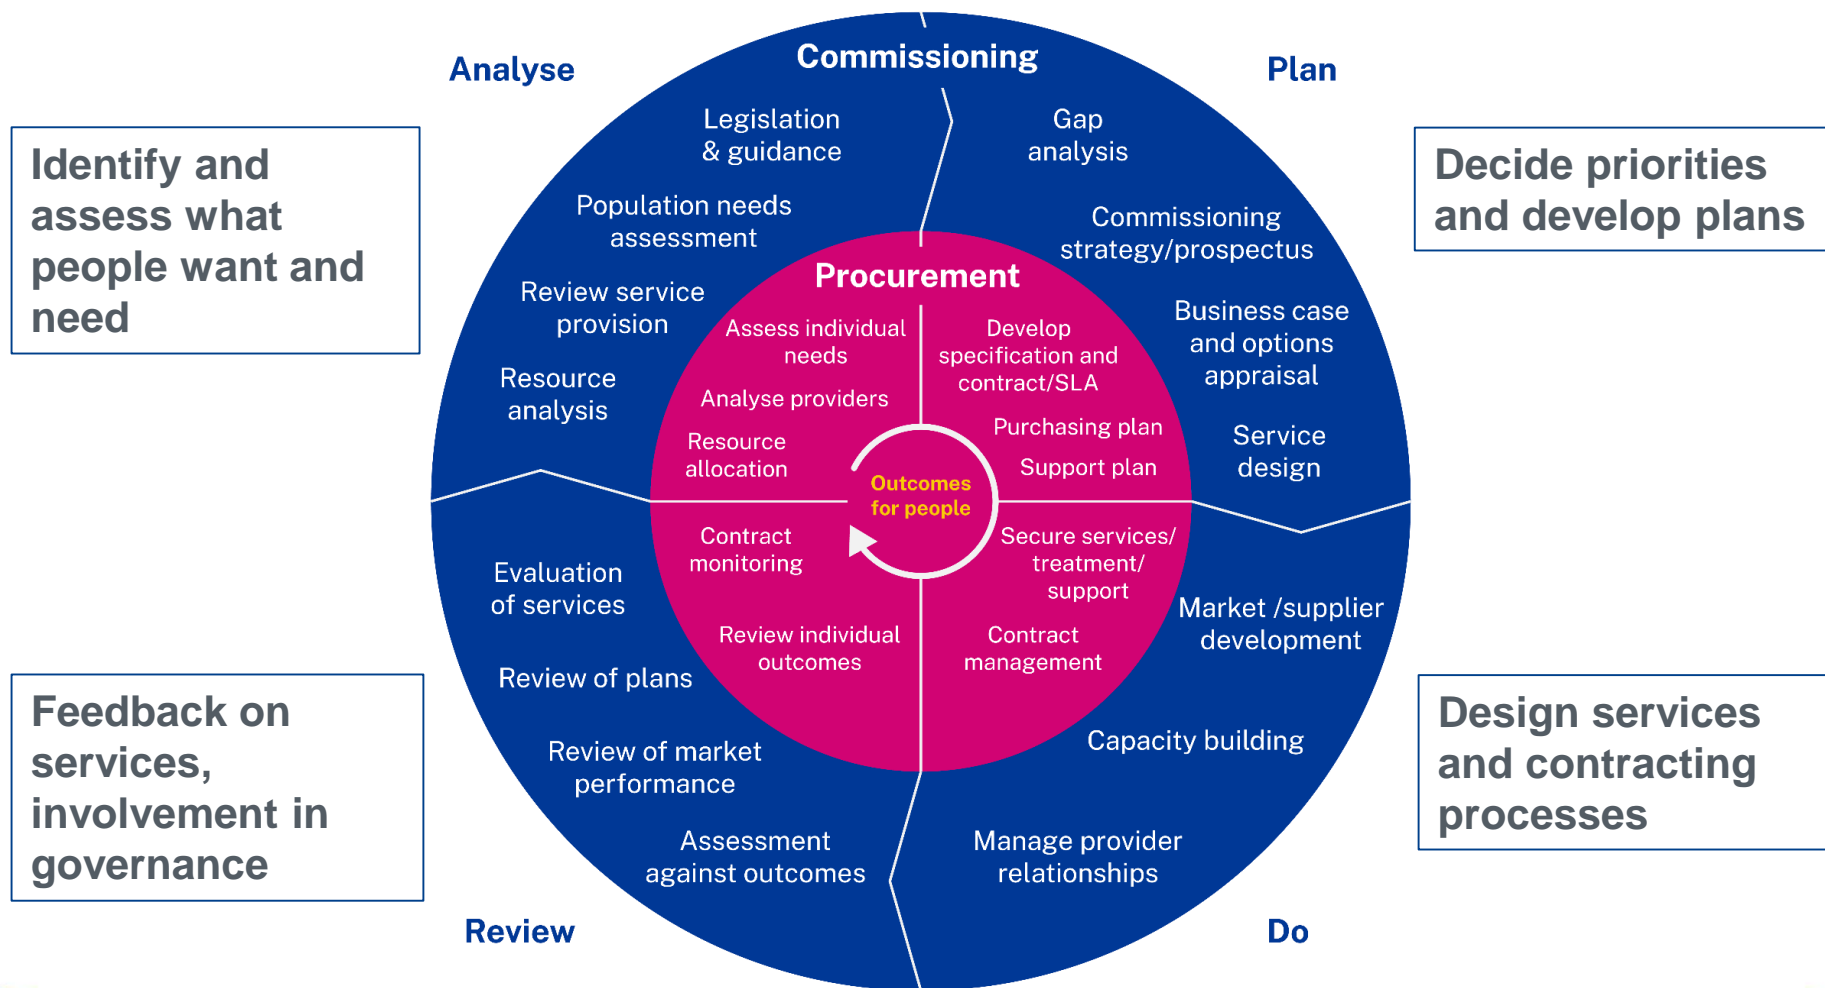 Commissioning
Analyse
Plan
Identify and
assess what
people want and
need
Decide priorities
and develop plans
Legislation
& guidance
Population needs
assessment
Review service
provision
Resource
analysis
Gap
analysis
Commissioning
strategy/prospectus
Business case
and options
appraisal
Service
design
Procurement
Assess individual
needs
Analyse providers
Resource
allocation
Develop
specification and
contract/SLA
Purchasing plan
Support plan
Outcomes
for people
Contract
monitoring
Review individual
outcomes
Secure services/
treatment/
support
Contract
management
Evaluation
of services
Review of plans
Review of market
performance
Assessment
against outcomes
Market /supplier
development
Capacity building
Manage provider
relationships
Feedback on
services,
involvement in
governance
Design services
and contracting
processes
Review
Do